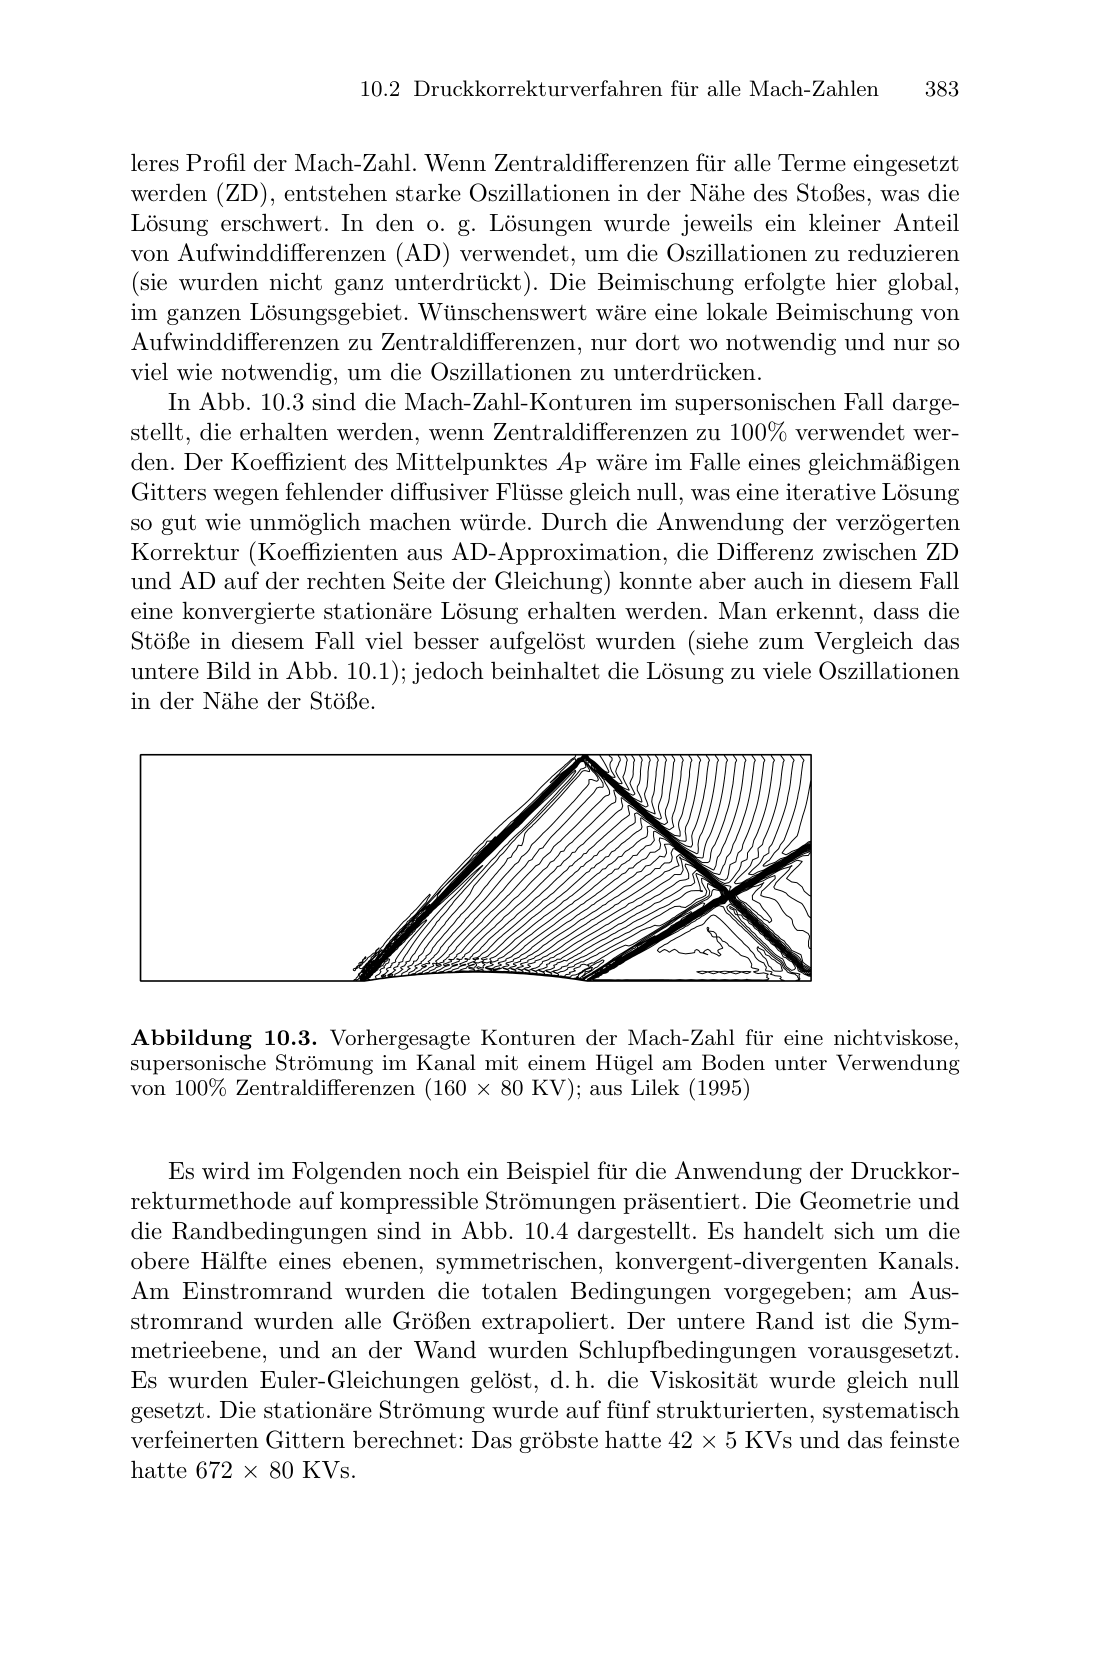 10.2 Druckkorrekturverfahren für alle Mach-Zahlen 383
leres Profil der Mach-Zahl. Wenn Zentraldifferenzen für alle Terme eingesetzt
werden (ZD), entstehen starke Oszillationen in der Nähe des Stoßes, was die
Lösung erschwert. In den o. g. Lösungen wurde jeweils ein kleiner Anteil
von Aufwinddifferenzen (AD) verwendet, um die Oszillationen zu reduzieren
(sie wurden nicht ganz unterdrückt). Die Beimischung erfolgte hier global,
im ganzen Lösungsgebiet. Wünschenswert wäre eine lokale Beimischung von
Aufwinddifferenzen zu Zentraldifferenzen, nur dort wo notwendig und nur so
viel wie notwendig, um die Oszillationen zu unterdrücken.
In Abb. 10.3 sind die Mach-Zahl-Konturen im supersonischen Fall darge-
stellt, die erhalten werden, wenn Zentraldifferenzen zu 100% verwendet wer-
den. Der Koeffizient des Mittelpunktes A_P wäre im Falle eines gleichmäßigen
Gitters wegen fehlender diffusiver Flüsse gleich null, was eine iterative Lösung
so gut wie unmöglich machen würde. Durch die Anwendung der verzögerten
Korrektur (Koeffizienten aus AD-Approximation, die Differenz zwischen ZD
und AD auf der rechten Seite der Gleichung) konnte aber auch in diesem Fall
eine konvergierte stationäre Lösung erhalten werden. Man erkennt, dass die
Stöße in diesem Fall viel besser aufgelöst wurden (siehe zum Vergleich das
untere Bild in Abb. 10.1); jedoch beinhaltet die Lösung zu viele Oszillationen
in der Nähe der Stöße.
Abbildung 10.3. Vorhergesagte Konturen der Mach-Zahl für eine nichtviskose,
supersonische Strömung im Kanal mit einem Hügel am Boden unter Verwendung
von 100% Zentraldifferenzen (160 × 80 KV); aus Lilek (1995)
Es wird im Folgenden noch ein Beispiel für die Anwendung der Druckkor-
rekturmethode auf kompressible Strömungen präsentiert. Die Geometrie und
die Randbedingungen sind in Abb. 10.4 dargestellt. Es handelt sich um die
obere Hälfte eines ebenen, symmetrischen, konvergent-divergenten Kanals.
Am Einstromrand wurden die totalen Bedingungen vorgegeben; am Aus-
stromrand wurden alle Größen extrapoliert. Der untere Rand ist die Sym-
metrieebene, und an der Wand wurden Schlupfbedingungen vorausgesetzt.
Es wurden Euler-Gleichungen gelöst, d. h. die Viskosität wurde gleich null
gesetzt. Die stationäre Strömung wurde auf fünf strukturierten, systematisch
verfeinerten Gittern berechnet: Das gröbste hatte 42 × 5 KVs und das feinste
hatte 672 × 80 KVs.